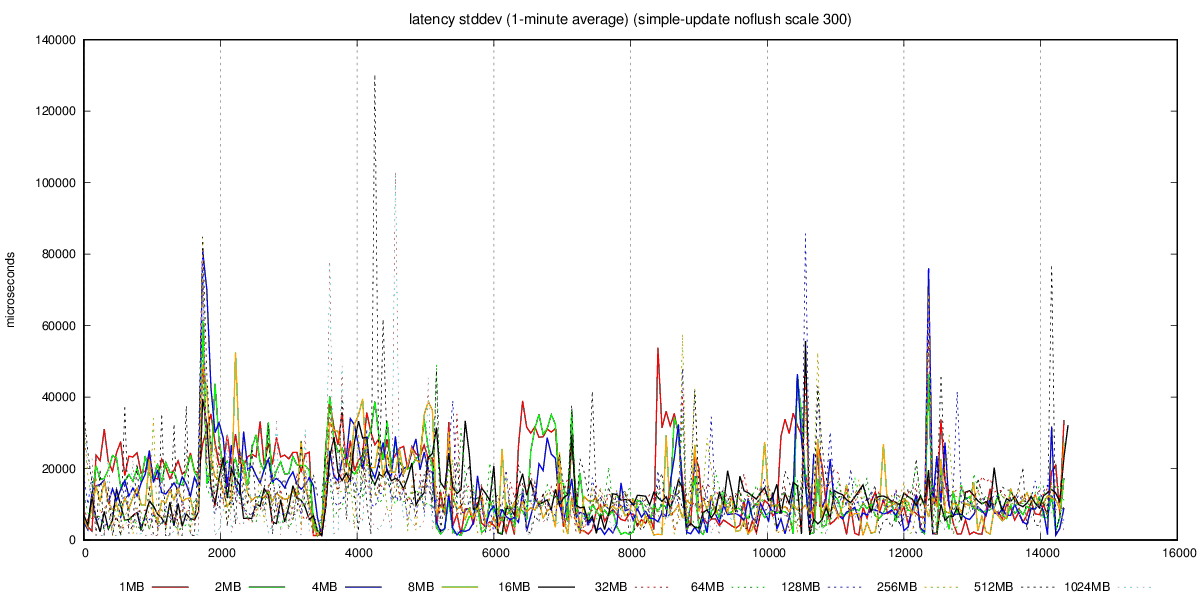 latency stddev (1-minute average) (simple-update noflush scale 300)
140000
120000
100000
80000
60000
40000
20000
0
microseconds
0 2000 4000 6000 8000 10000 12000 14000 16000
1MB 2MB 4MB 8MB 16MB 32MB 64MB 128MB 256MB 512MB 1024MB